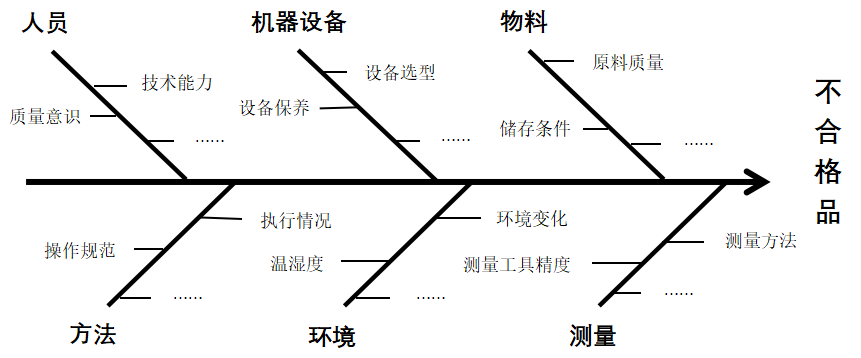 人员
机器设备
物料
技术能力
质量意识
……
设备选型
设备保养
……
原料质量
储存条件
……
不合格品
执行情况
操作规范
……
环境变化
温湿度
……
测量方法
测量工具精度
……
方法
环境
测量